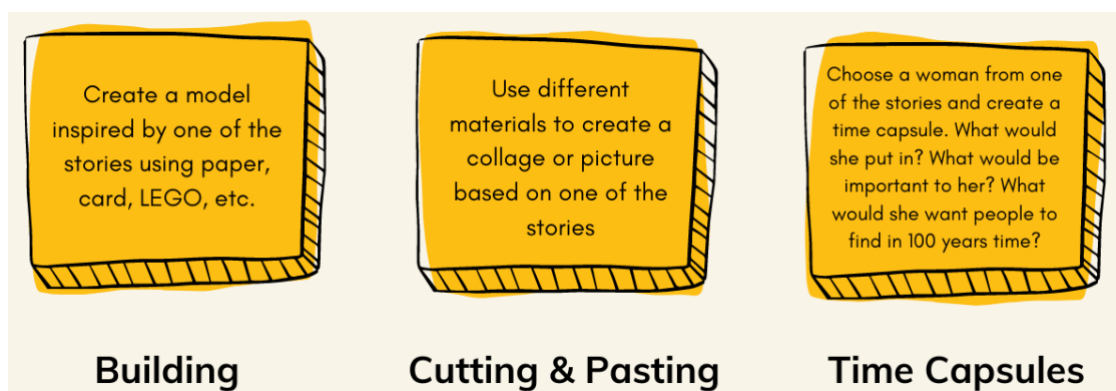 Create a model
inspired by one of the
stories using paper,
card, LEGO, etc.
Building
Use different
materials to create a
collage or picture
based on one of the
stories
Cutting & Pasting
Choose a woman from one
of the stories and create a
time capsule. What would
she put in? What would be
important to her? What
would she want people to
find in 100 years time?
Time Capsules